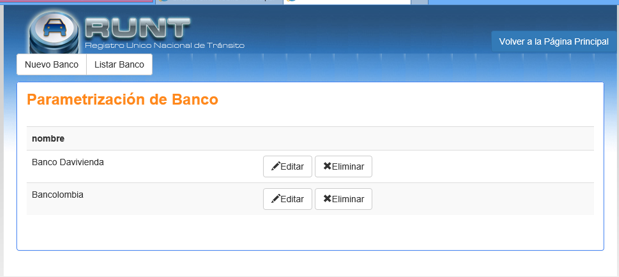 RUNT
Registro Unico Nacional de Tránsito
Volver a la Página Principal
Nuevo Banco Listar Banco
Parametrización de Banco
nombre
Banco Davivienda Editar Eliminar
Bancolombia Editar Eliminar